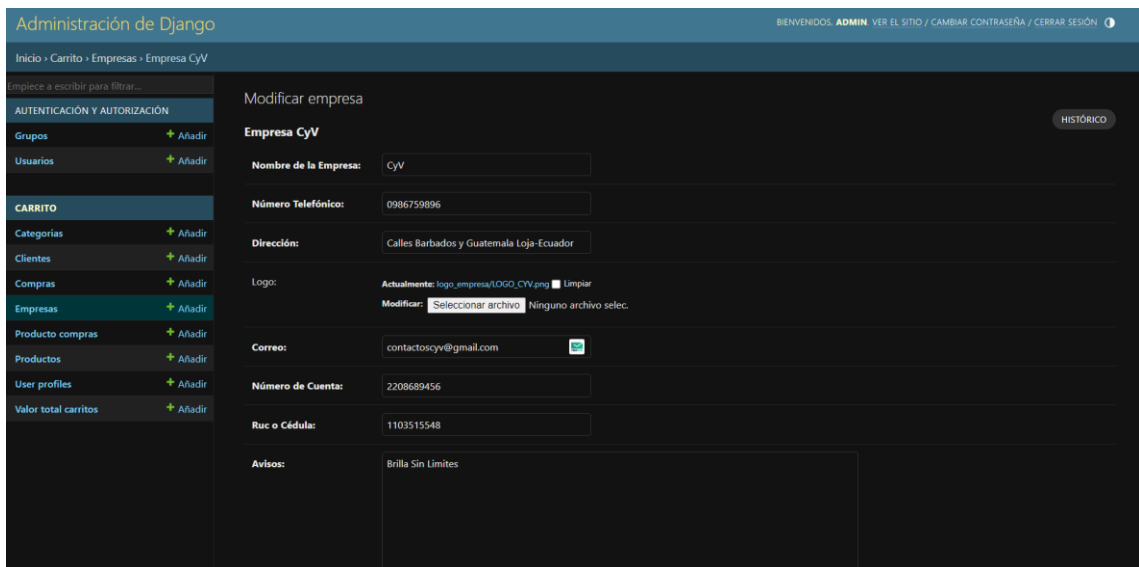 Administración de Django
BIENVENIDOS. ADMIN. VER EL SITIO / CAMBIAR CONTRASEÑA / CERRAR SESIÓN
Inicio › Carrito › Empresas › Empresa CyV
Empiece a escribir para filtrar...
AUTENTICACIÓN Y AUTORIZACIÓN
Grupos + Añadir
Usuarios + Añadir
CARRITO
Categorias + Añadir
Clientes + Añadir
Compras + Añadir
Empresas + Añadir
Producto compras + Añadir
Productos + Añadir
User profiles + Añadir
Valor total carritos + Añadir
Modificar empresa
HISTÓRICO
Empresa CyV
Nombre de la Empresa: CyV
Número Telefónico: 0986759896
Dirección: Calles Barbados y Guatemala Loja-Ecuador
Logo: Actualmente: logo_empresa/LOGO_CYV.png Limpiar
Modificar: Seleccionar archivo Ninguno archivo selec.
Correo: contactoscyv@gmail.com
Número de Cuenta: 2208689456
Ruc o Cédula: 1103515548
Avisos: Brilla Sin Limites